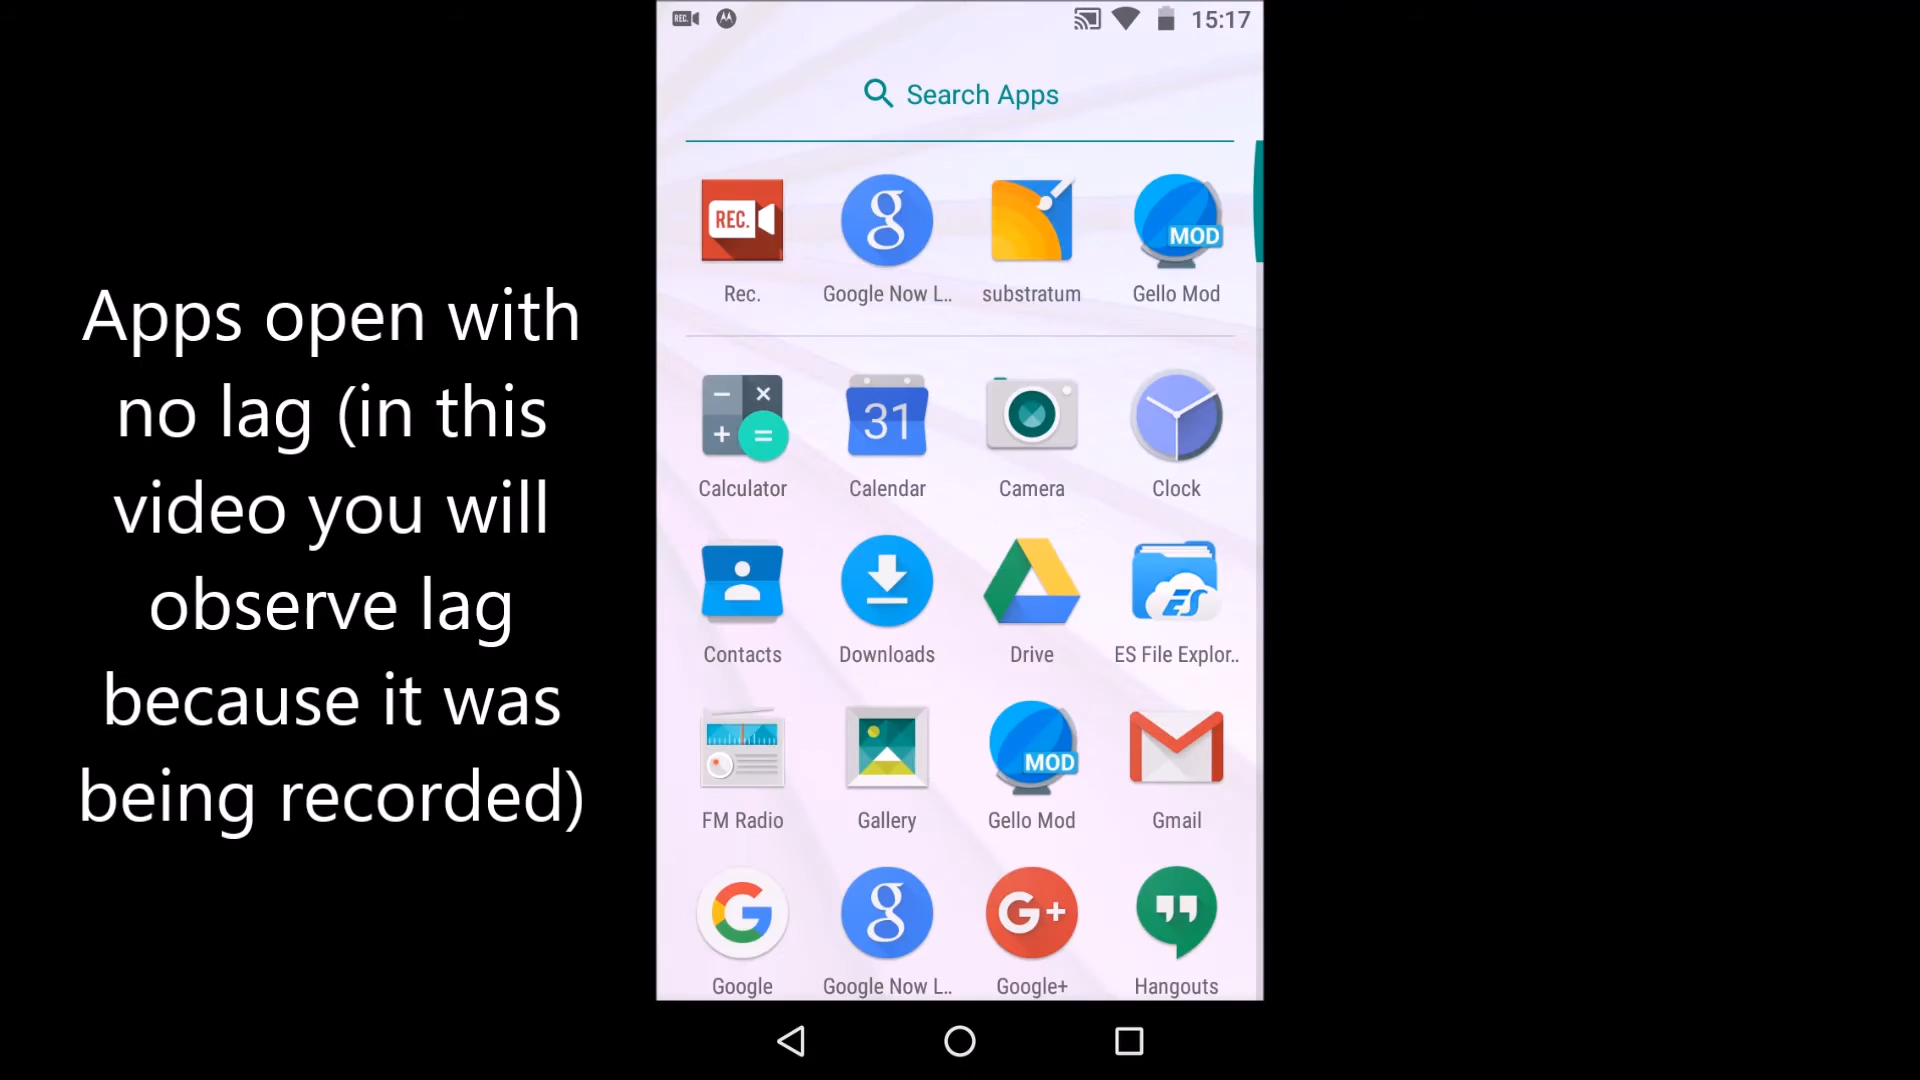 REC.
15:17
Search Apps
REC.
MOD
Rec.
Google Now L..
substratum
Gello Mod
31
Calculator
Calendar
Camera
Clock
ES
Contacts
Downloads
Drive
ES File Explor..
MOD
FM Radio
Gallery
Gello Mod
Gmail
G
g
G+
Google
Google Now L..
Google+
Hangouts
Apps open with
no lag (in this
video you will
observe lag
because it was
being recorded)